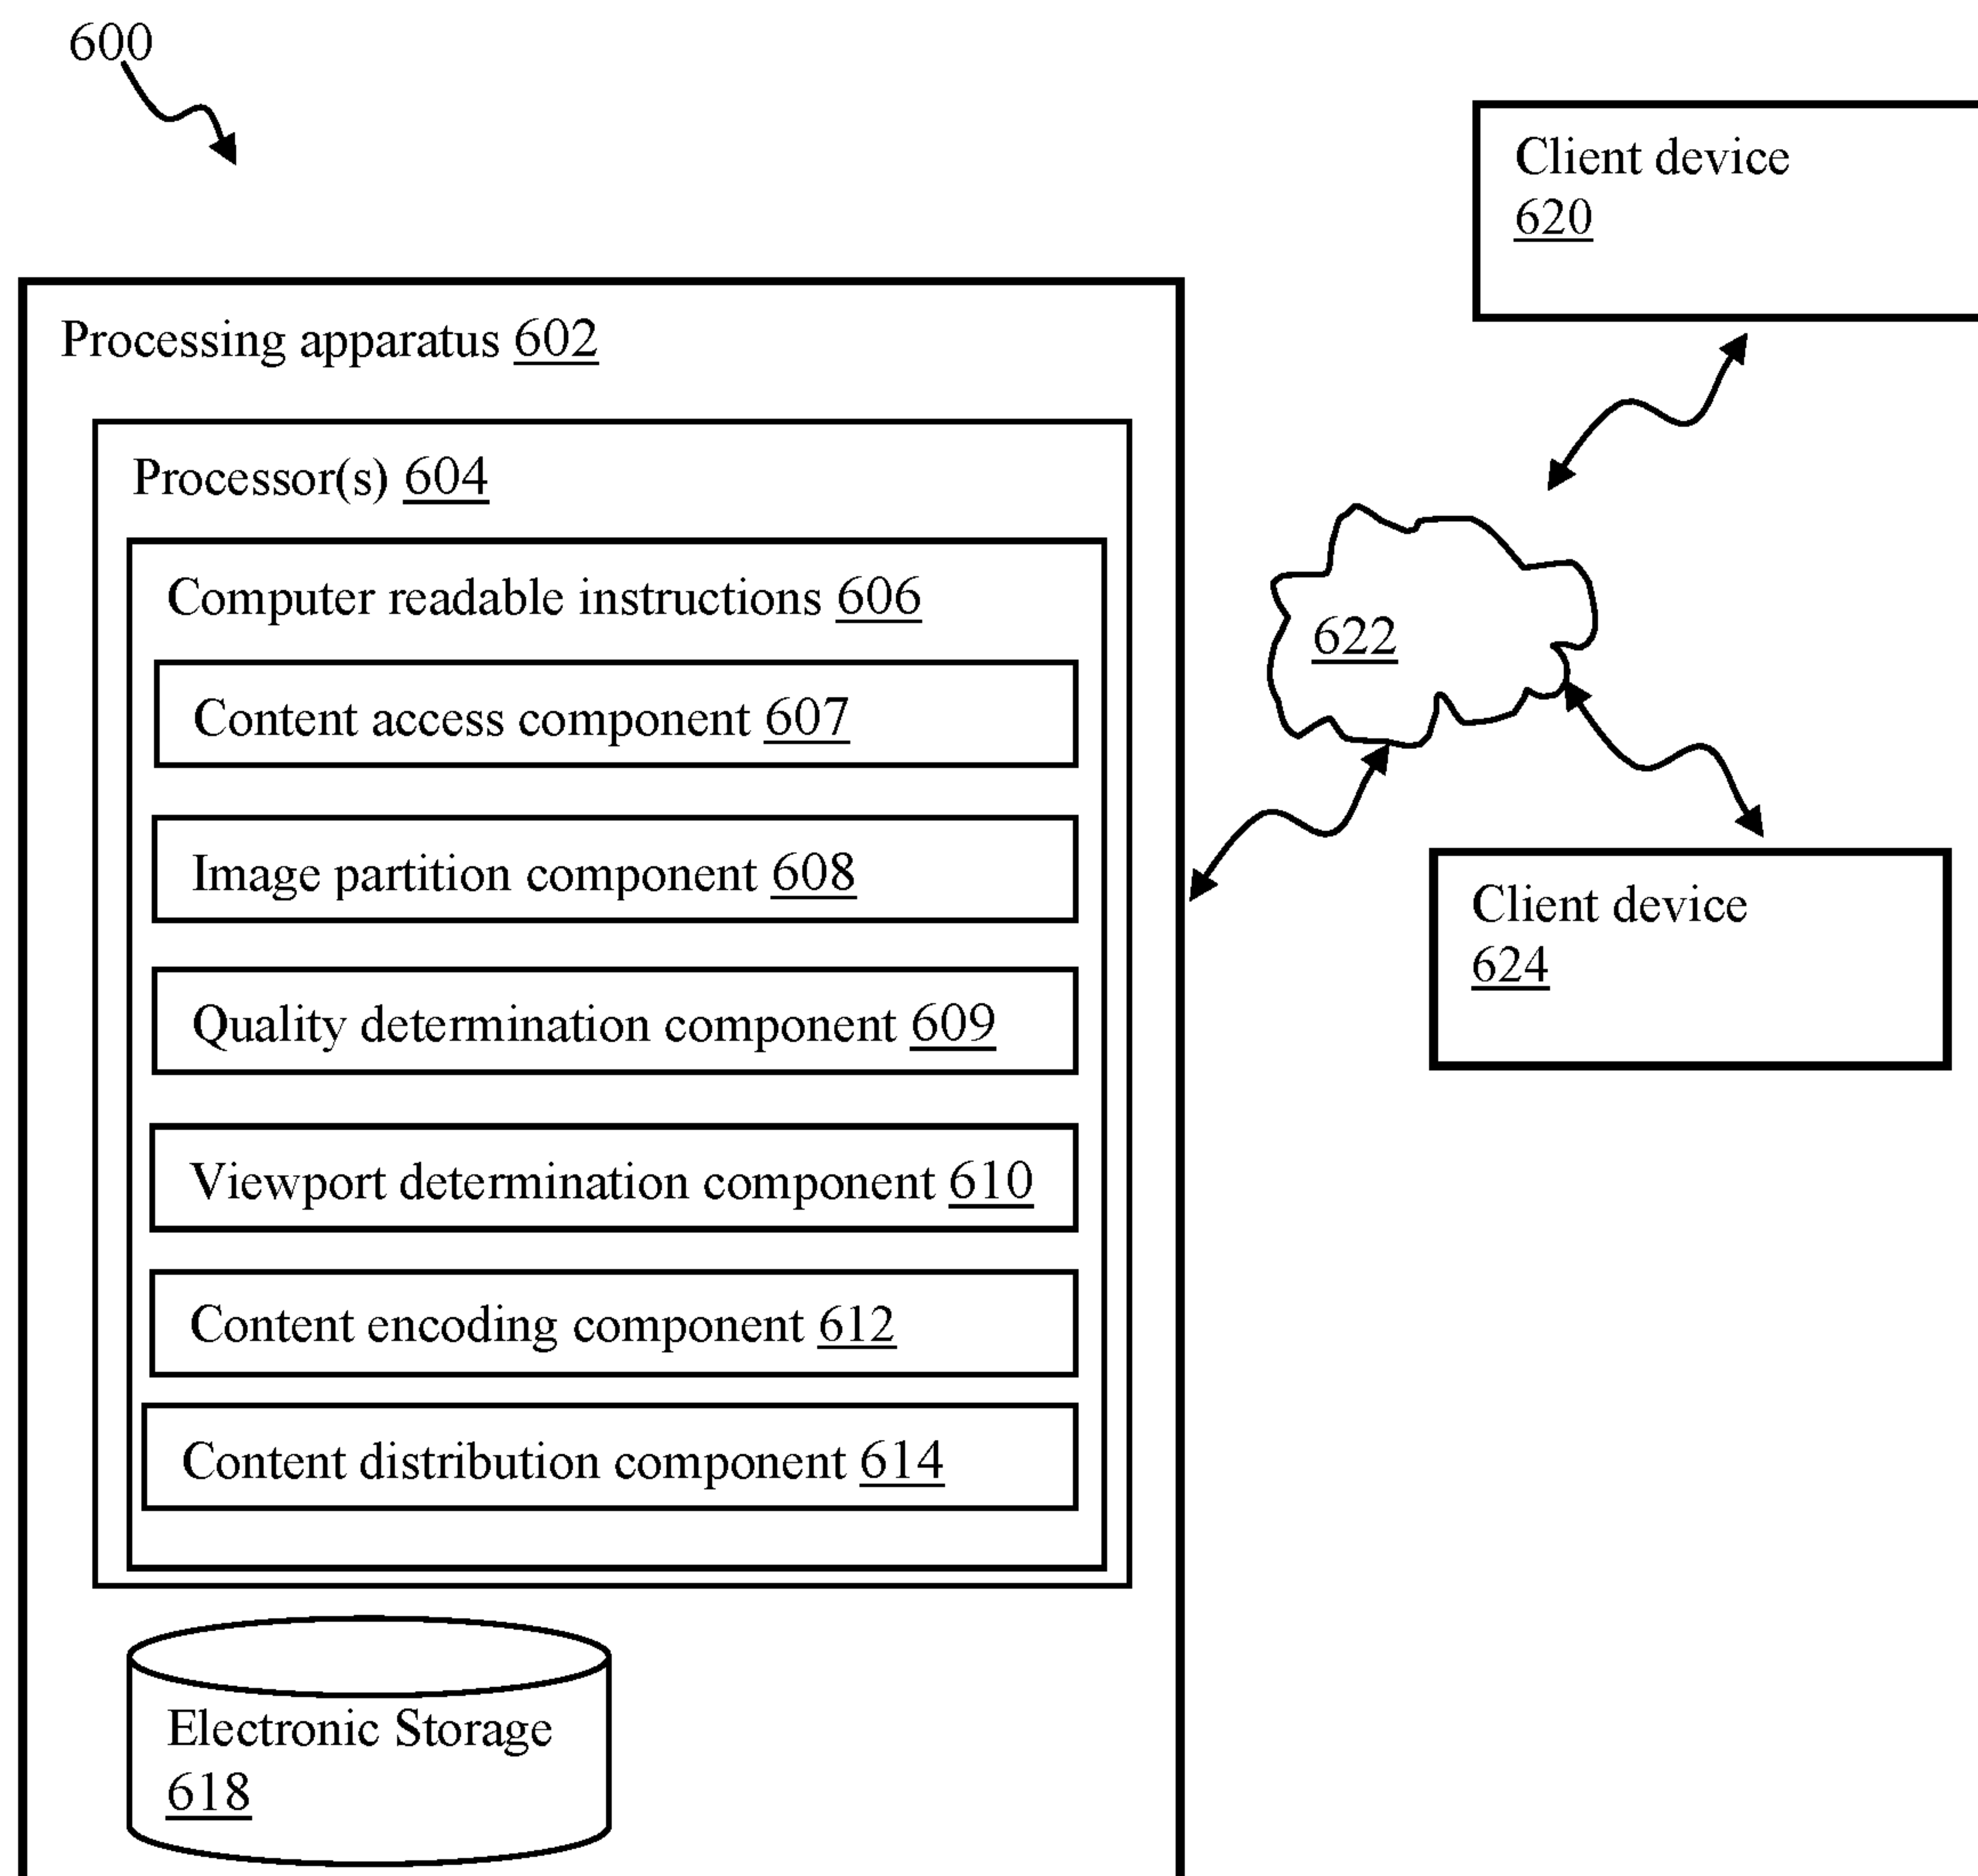 600
Client device
620
Processing apparatus 602
Processor(s) 604
Computer readable instructions 606
Content access component 607
622
Image partition component 608
Client device
624
Quality determination component 609
Viewport determination component 610
Content encoding component 612
Content distribution component 614
Electronic Storage
618